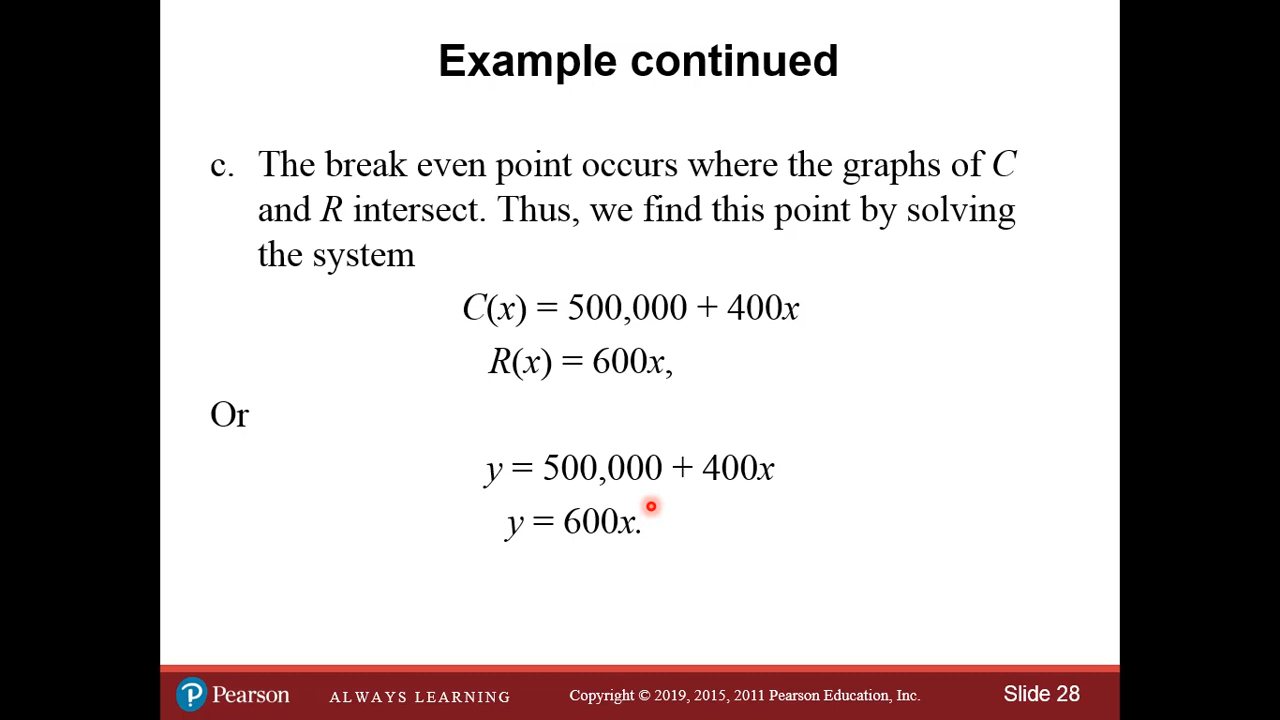 Example continued
c. The break even point occurs where the graphs of C
and R intersect. Thus, we find this point by solving
the system
C(x) = 500,000 + 400x
R(x) = 600x,
Or
y = 500,000 + 400x
y = 600x.
P Pearson ALWAYS LEARNING Copyright © 2019, 2015, 2011 Pearson Education, Inc. Slide 28